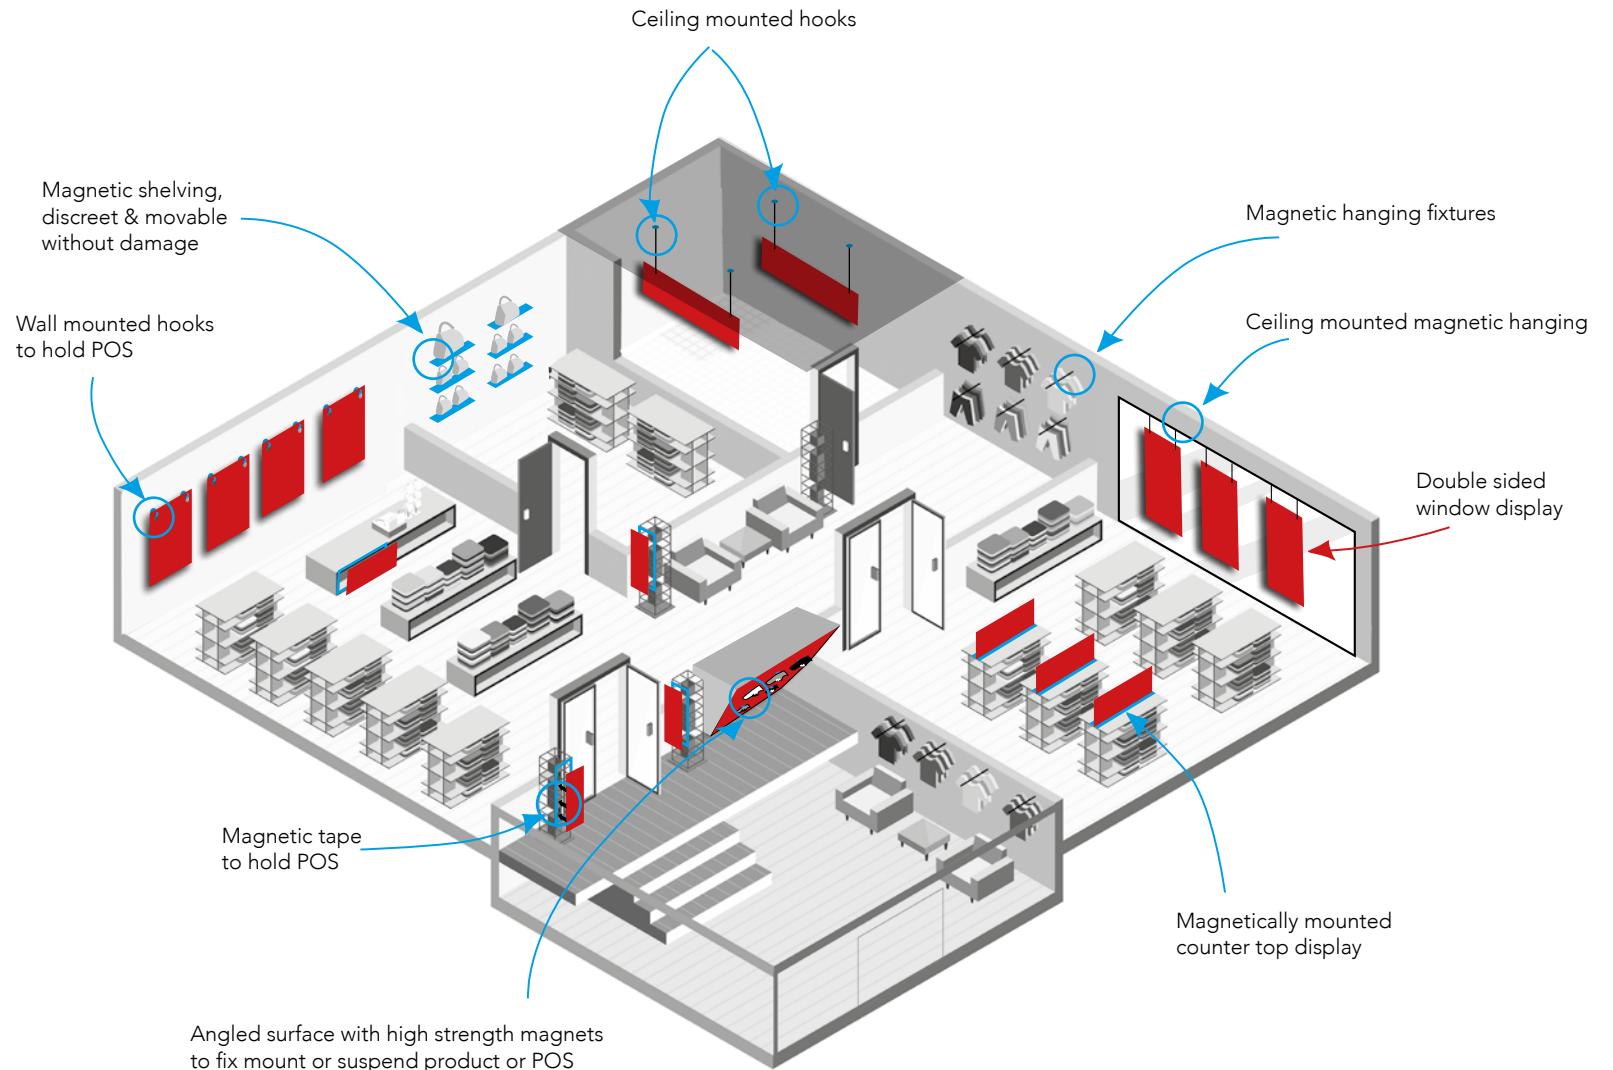 Ceiling mounted hooks
Magnetic shelving,
discreet & movable
without damage
Magnetic hanging fixtures
Wall mounted hooks
to hold POS
Ceiling mounted magnetic hanging
Double sided
window display
Magnetic tape
to hold POS
Magnetically mounted
counter top display
Angled surface with high strength magnets
to fix mount or suspend product or POS